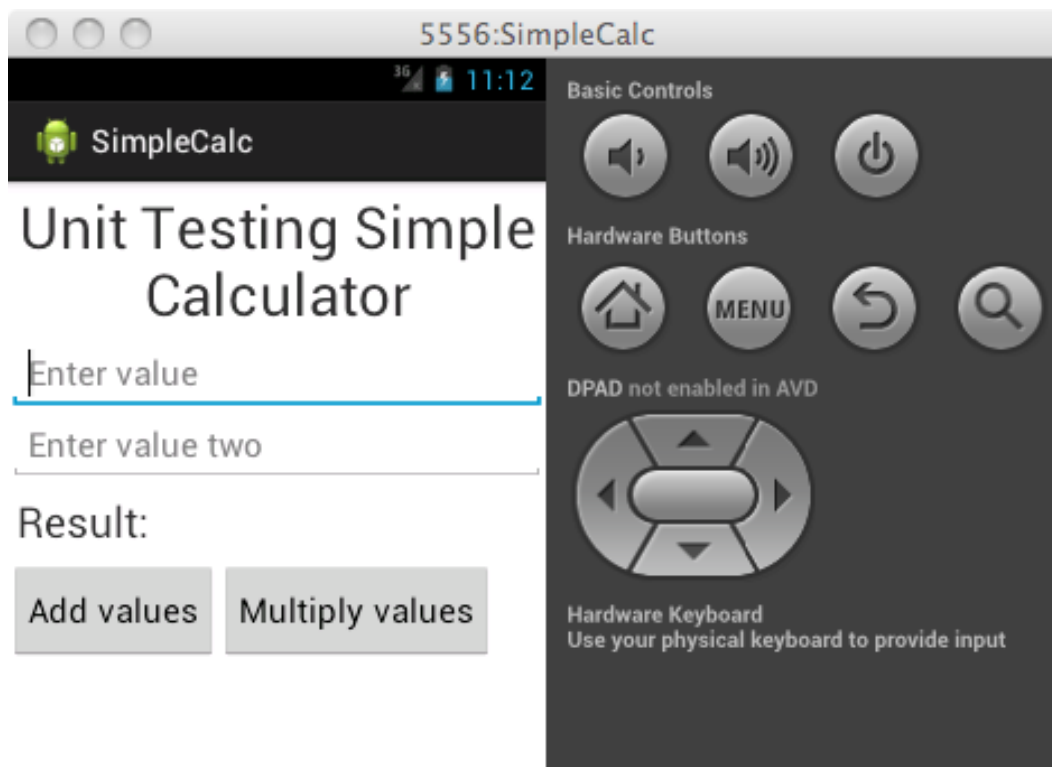 5556:SimpleCalc
3G 11:12
SimpleCalc
Unit Testing Simple
Calculator
Enter value
Enter value two
Result:
Add values Multiply values
Basic Controls
Hardware Buttons
MENU
DPAD not enabled in AVD
Hardware Keyboard
Use your physical keyboard to provide input